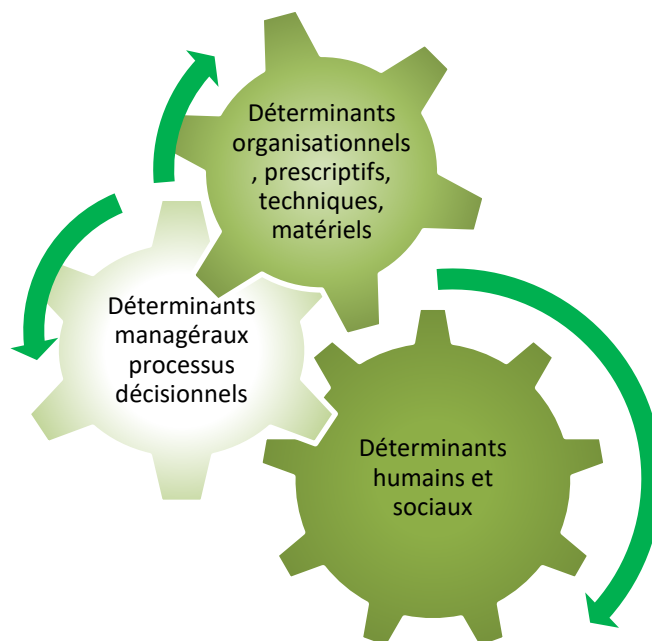 Déterminants
organisationnels
, prescriptifs,
techniques,
matériels
Déterminants
managéraux
processus
décisionnels
Déterminants
humains et
sociaux